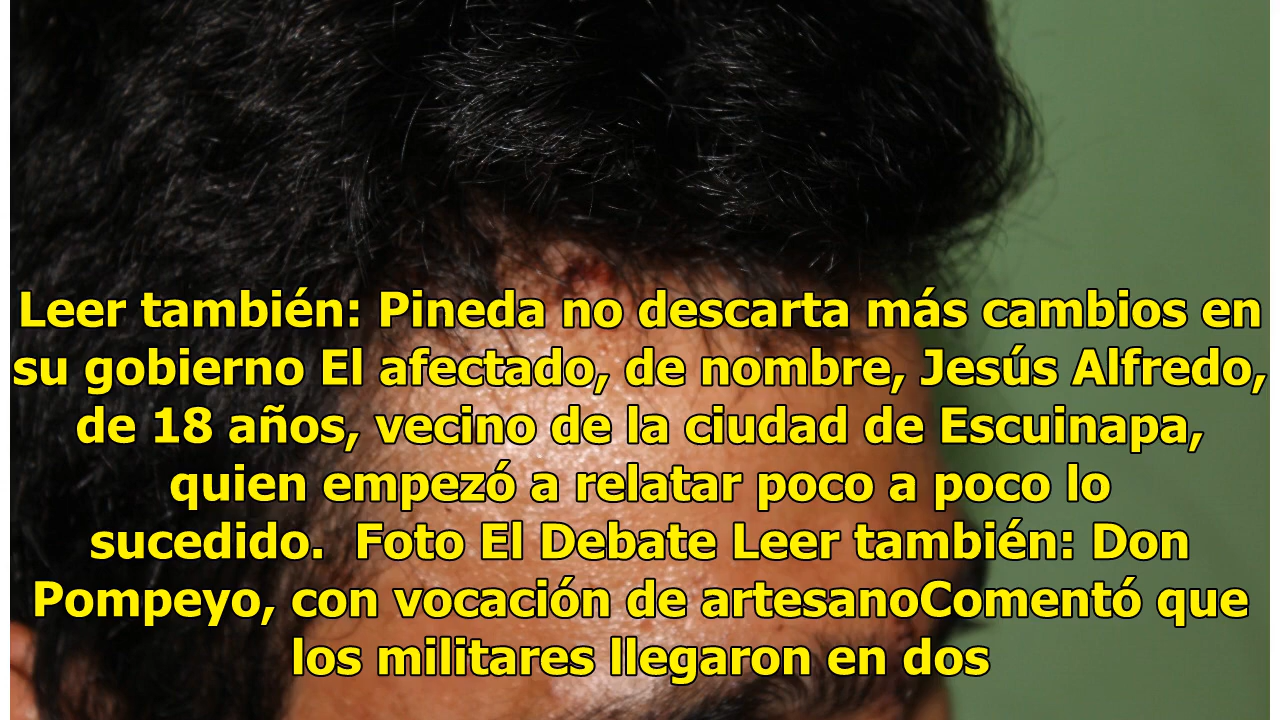 Leer también: Pineda no descarta más cambios en
su gobierno El afectado, de nombre, Jesús Alfredo,
de 18 años, vecino de la ciudad de Escuinapa,
quien empezó a relatar poco a poco lo
sucedido.  Foto El Debate Leer también: Don
Pompeyo, con vocación de artesanoComentó que
los militares llegaron en dos